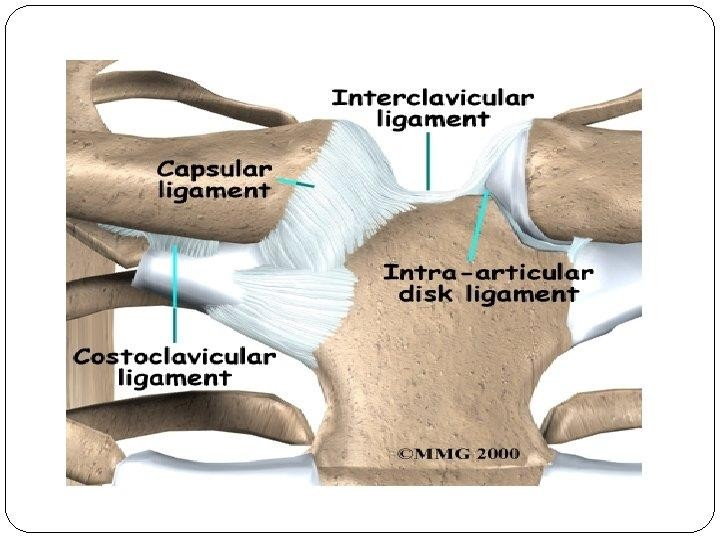 Interclavicular
ligament
Capsular
ligament
Intra-articular
disk ligament
Costoclavicular
ligament
©MMG 2000